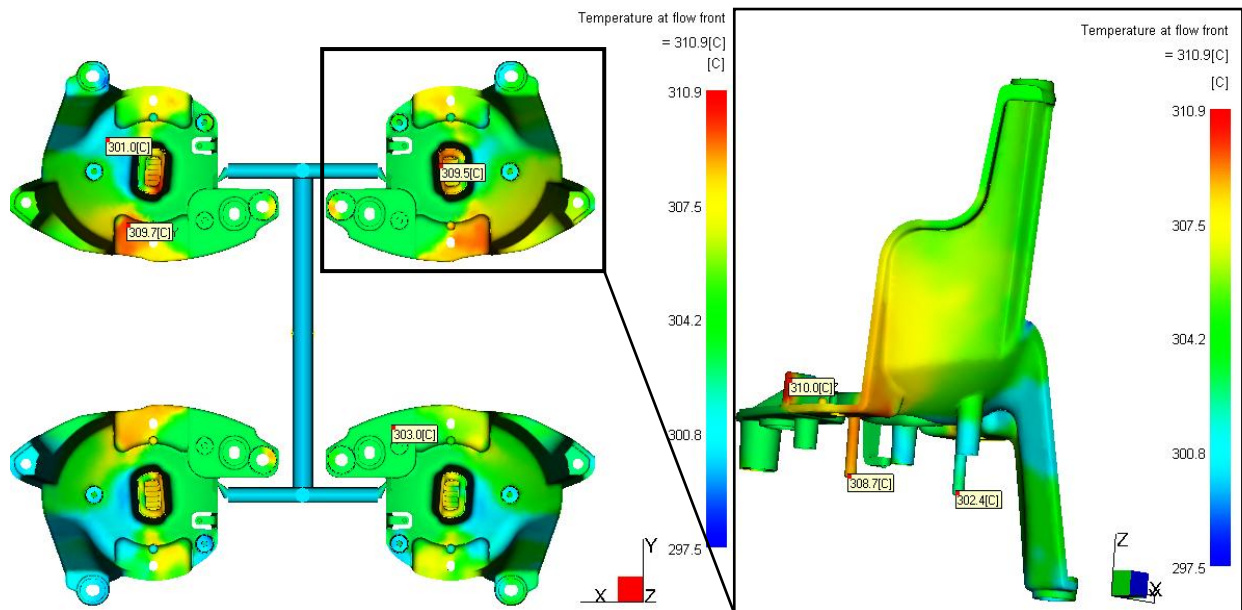 Temperature at flow front
= 310.9[C]
[C]
310.9
307.5
304.2
300.8
297.5
301.0[C]
309.7[C]
309.5[C]
303.0[C]
Y
X
Z
Temperature at flow front
= 310.9[C]
[C]
310.9
307.5
304.2
300.8
297.5
310.0[C]
308.7[C]
302.4[C]
Z
X